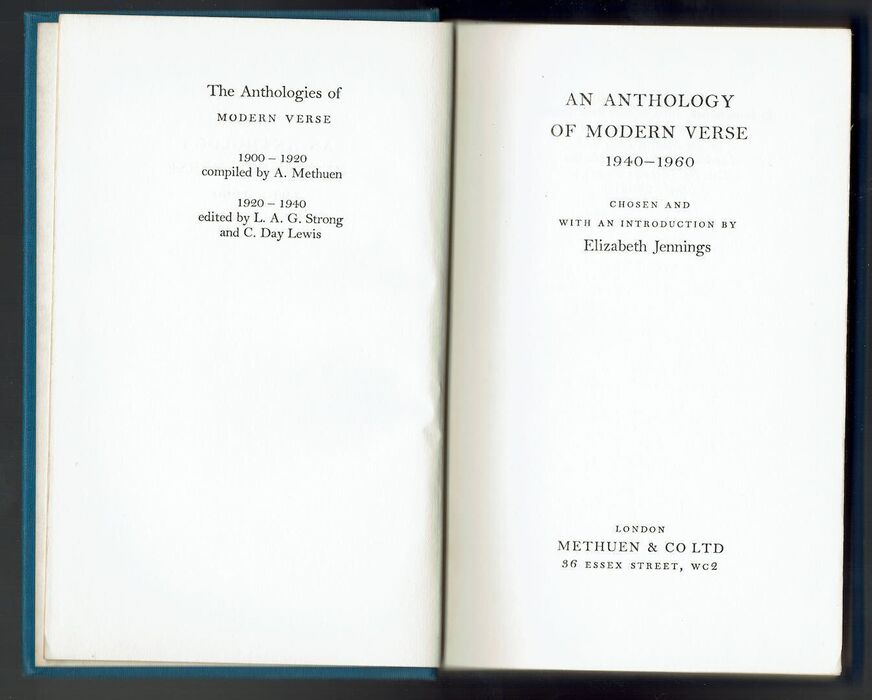 The Anthologies of
MODERN VERSE
1900 – 1920
compiled by A. Methuen
1920 – 1940
edited by L. A. G. Strong
and C. Day Lewis
AN ANTHOLOGY
OF MODERN VERSE
1940–1960
CHOSEN AND
WITH AN INTRODUCTION BY
Elizabeth Jennings
LONDON
METHUEN & CO LTD
36 ESSEX STREET, WC2